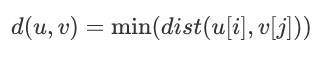 d(u, v) = min(dist(u[i], v[j]))